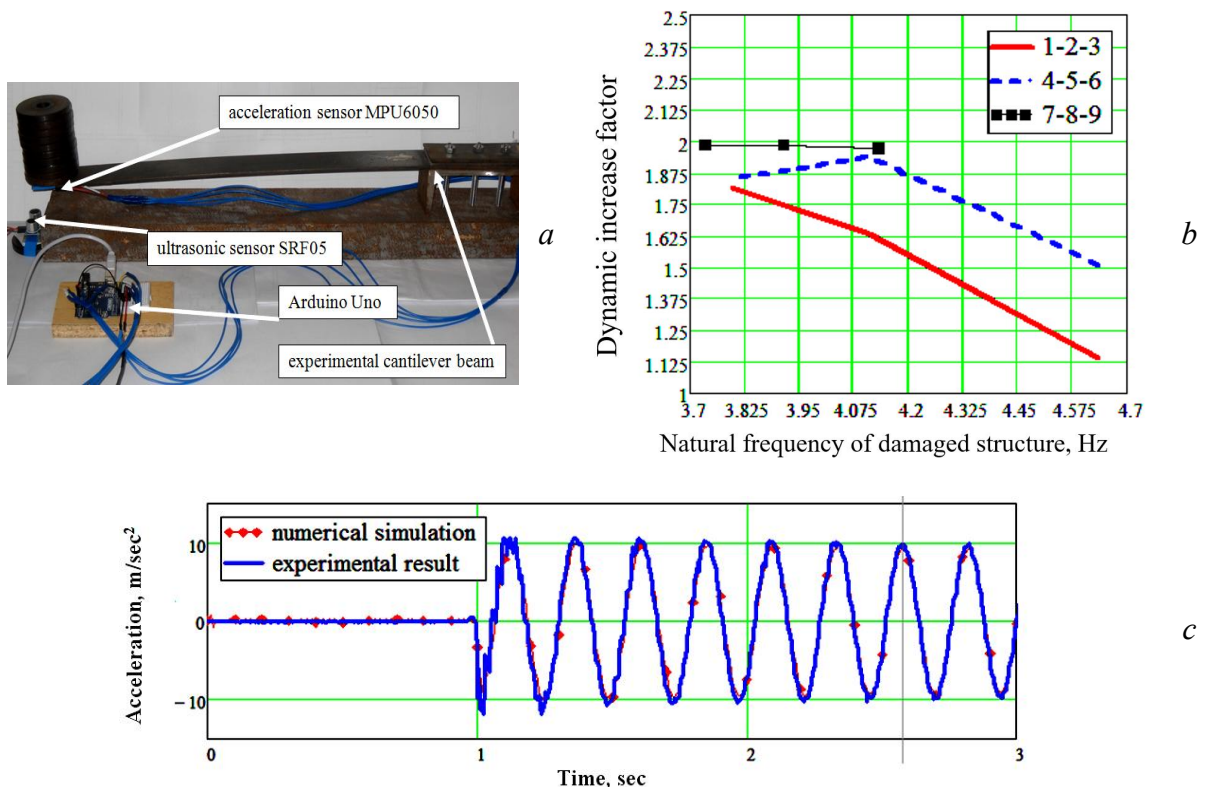 acceleration sensor MPU6050
ultrasonic sensor SRF05
Arduino Uno
experimental cantilever beam
a
Dynamic increase factor
2.5
2.375
2.25
2.125
2
1.875
1.75
1.625
1.5
1.375
1.25
1.125
1
1-2-3
4-5-6
7-8-9
3.7 3.825 3.95 4.075 4.2 4.325 4.45 4.575 4.7
Natural frequency of damaged structure, Hz
b
Acceleration, m/sec²
10
0
−10
numerical simulation
experimental result
0 1 2 3
Time, sec
c